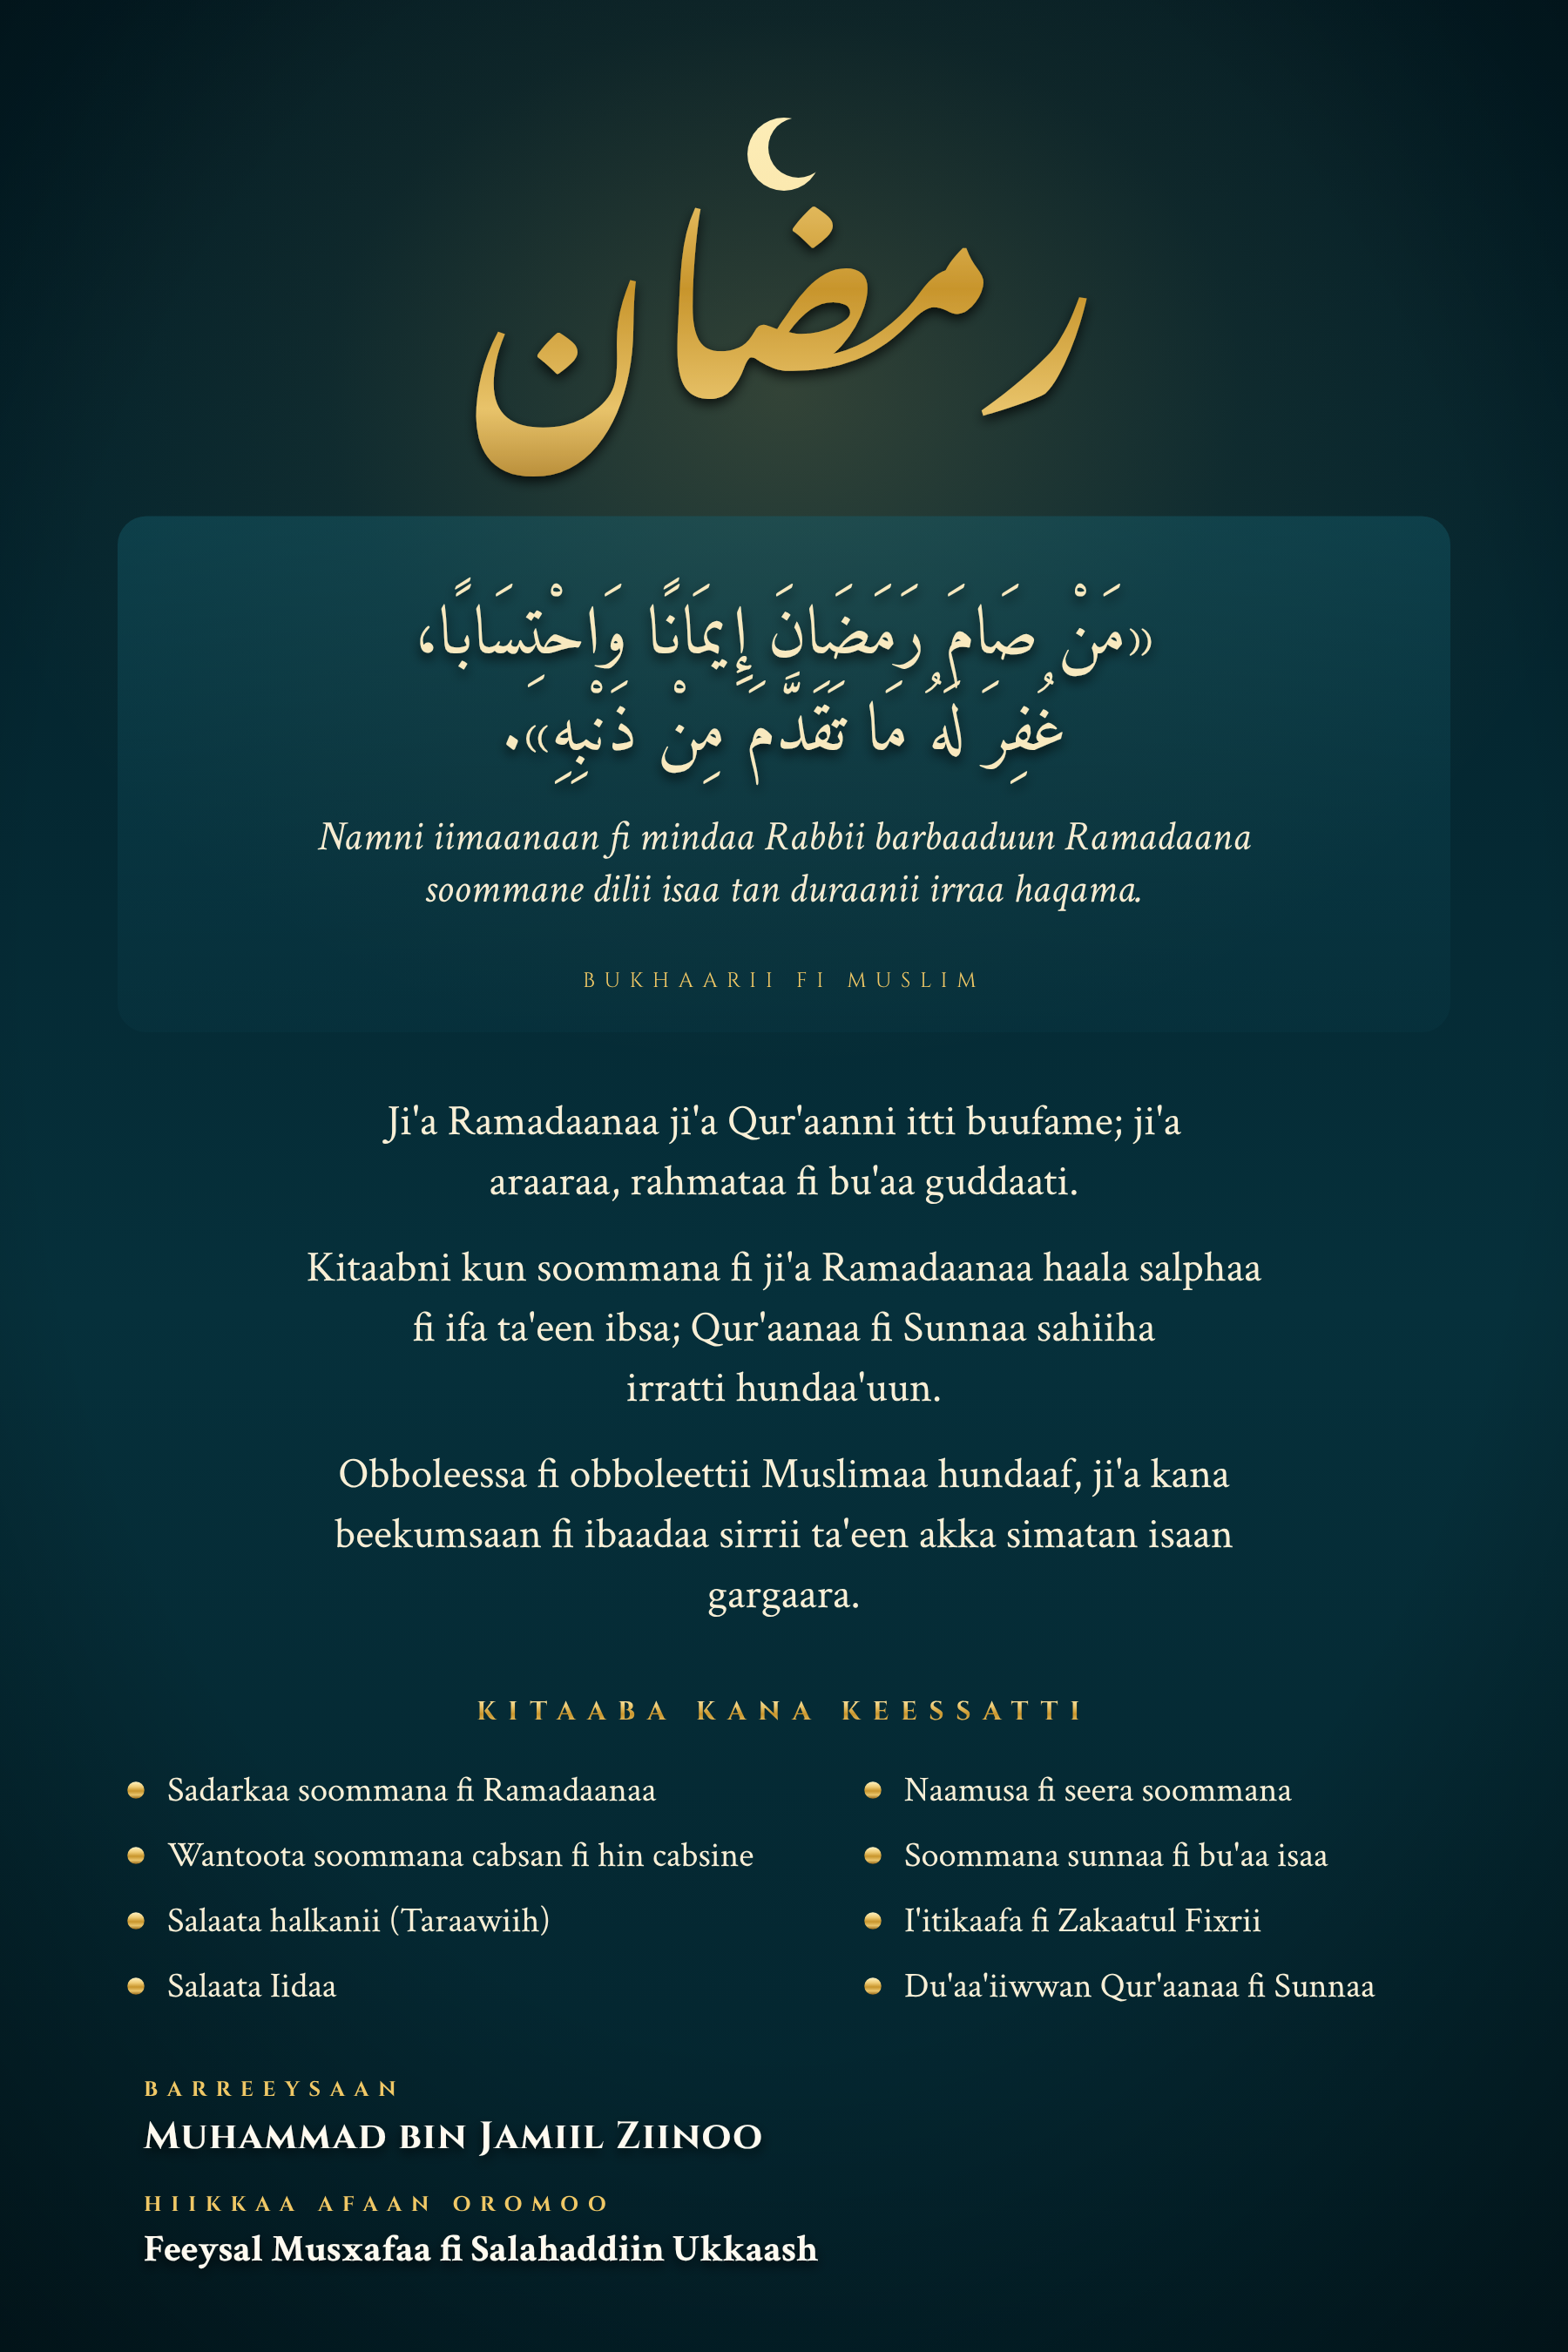 رمضان
«مَنْ صَامَ رَمَضَانَ إِيمَانًا وَاحْتِسَابًا،
غُفِرَ لَهُ مَا تَقَدَّمَ مِنْ ذَنْبِهِ».
Namni iimaanaan fi mindaa Rabbii barbaaduun Ramadaana
soommane dilii isaa tan duraanii irraa haqama.
BUKHAARII FI MUSLIM
Ji'a Ramadaanaa ji'a Qur'aanni itti buufame; ji'a
araaraa, rahmataa fi bu'aa guddaati.
Kitaabni kun soommana fi ji'a Ramadaanaa haala salphaa
fi ifa ta'een ibsa; Qur'aanaa fi Sunnaa sahiiha
irratti hundaa'uun.
Obboleessa fi obboleettii Muslimaa hundaaf, ji'a kana
beekumsaan fi ibaadaa sirrii ta'een akka simatan isaan
gargaara.
KITAABA KANA KEESSATTI
Sadarkaa soommana fi Ramadaanaa
Naamusa fi seera soommana
Wantoota soommana cabsan fi hin cabsine
Soommana sunnaa fi bu'aa isaa
Salaata halkanii (Taraawiih)
I'itikaafa fi Zakaatul Fixrii
Salaata Iidaa
Du'aa'iiwwan Qur'aanaa fi Sunnaa
BARREEYSAAN
Muhammad bin Jamiil Ziinoo
HIIKKAA AFAAN OROMOO
Feeysal Musxafaa fi Salahaddiin Ukkaash